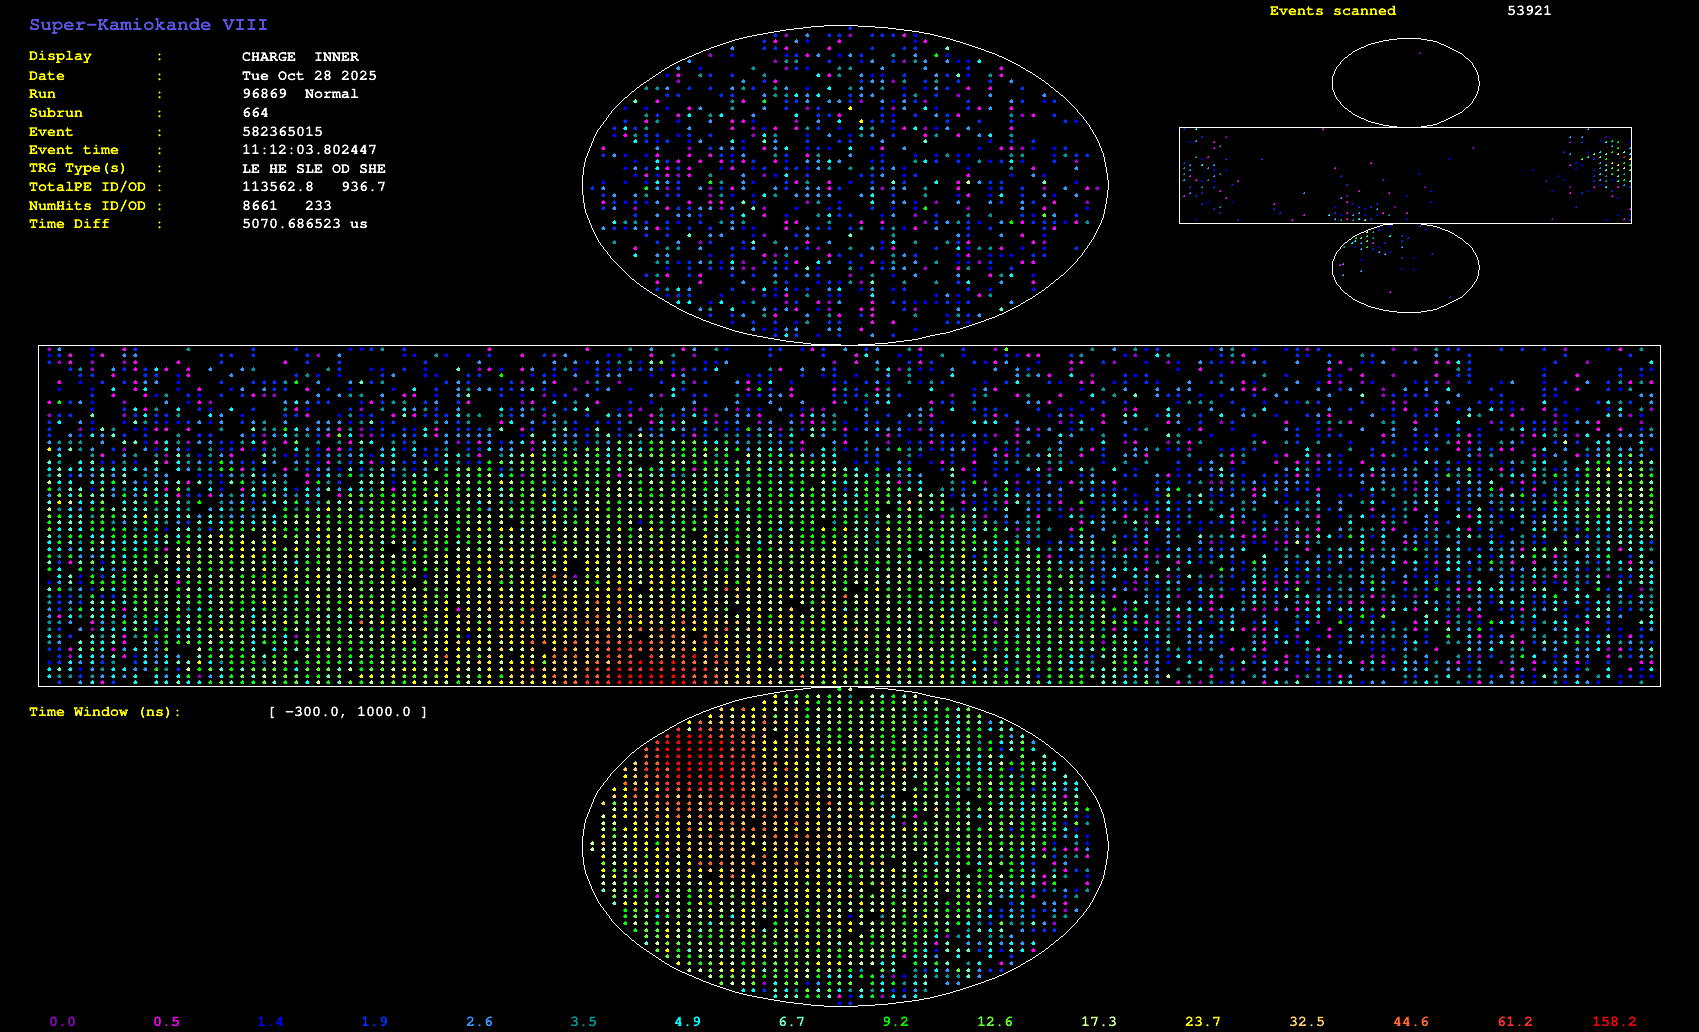 Super-Kamiokande VIII
Events scanned 53921
Display : CHARGE INNER
Date : Tue Oct 28 2025
Run : 96869 Normal
Subrun : 664
Event : 582365015
Event time : 11:12:03.802447
TRG Type(s) : LE HE SLE OD SHE
TotalPE ID/OD : 113562.8 936.7
NumHits ID/OD : 8661 233
Time Diff : 5070.686523 us
Time Window (ns): [ -300.0, 1000.0 ]
0.0 0.5 1.4 1.9 2.6 3.5 4.9 6.7 9.2 12.6 17.3 23.7 32.5 44.6 61.2 158.2